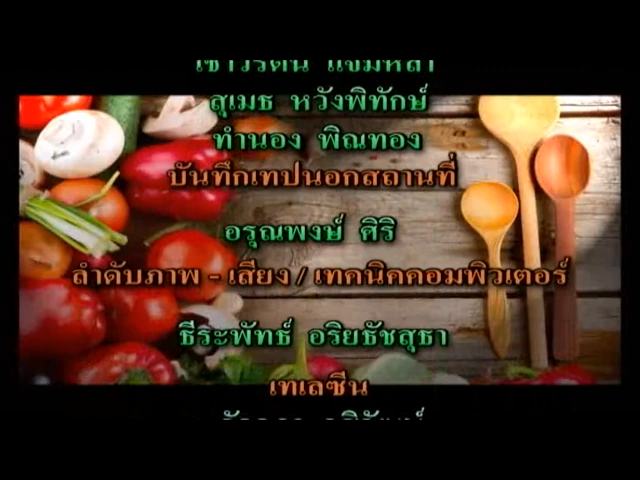 สุเมธ หวังพิทักษ์
ทำนอง พิณทอง
บันทึกเทปนอกสถานที่
อรุณพงษ์ ศิริ
ลำดับภาพ - เสียง / เทคนิคคอมพิวเตอร์
ธีระพัทธ์ อริยธัชสุธา
เทเลซีน